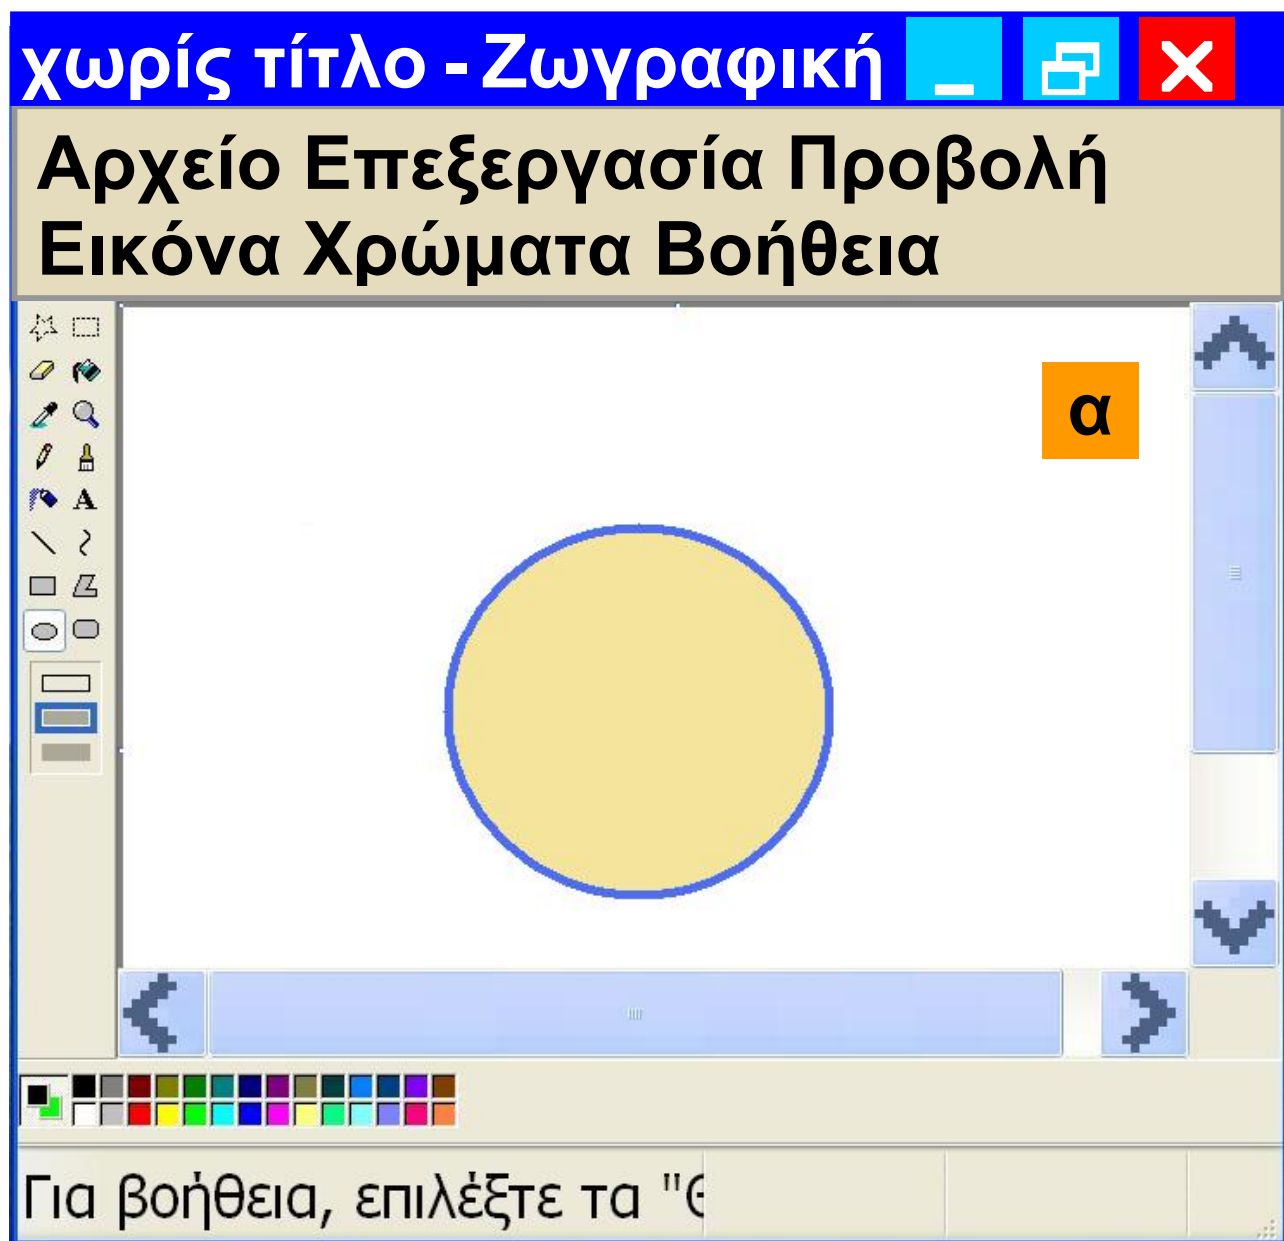 χωρίς τίτλο - Ζωγραφική
Αρχείο Επεξεργασία Προβολή
Εικόνα Χρώματα Βοήθεια
α
A
Για βοήθεια, επιλέξτε τα "Θ